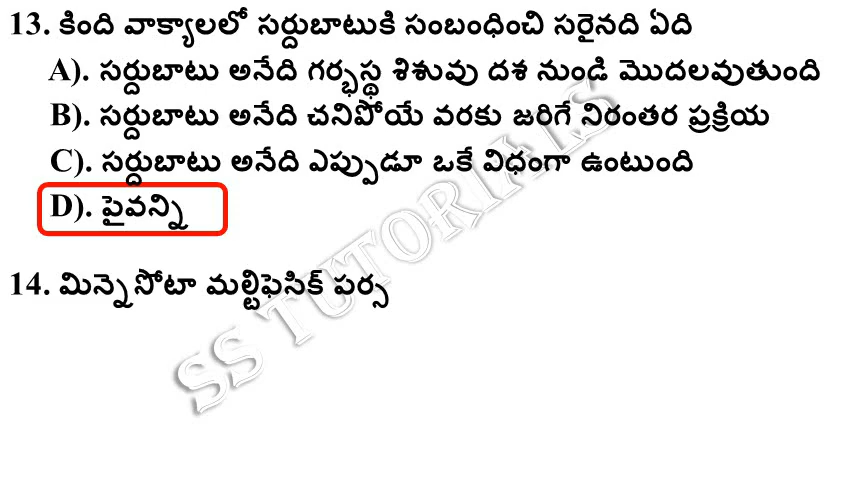 13. కింది వాక్యాలలో సర్దుబాటుకి సంబంధించి సరైనది ఏది
A). సర్దుబాటు అనేది గర్భస్థ శిశువు దశ నుండి మొదలవుతుంది
B). సర్దుబాటు అనేది చనిపోయే వరకు జరిగే నిరంతర ప్రక్రియ
C). సర్దుబాటు అనేది ఎప్పుడూ ఒకే విధంగా ఉంటుంది
D). పైవన్ని
14. మిన్నెసోటా మల్టిఫెసిక్ పర్స
SS TUTORIALS